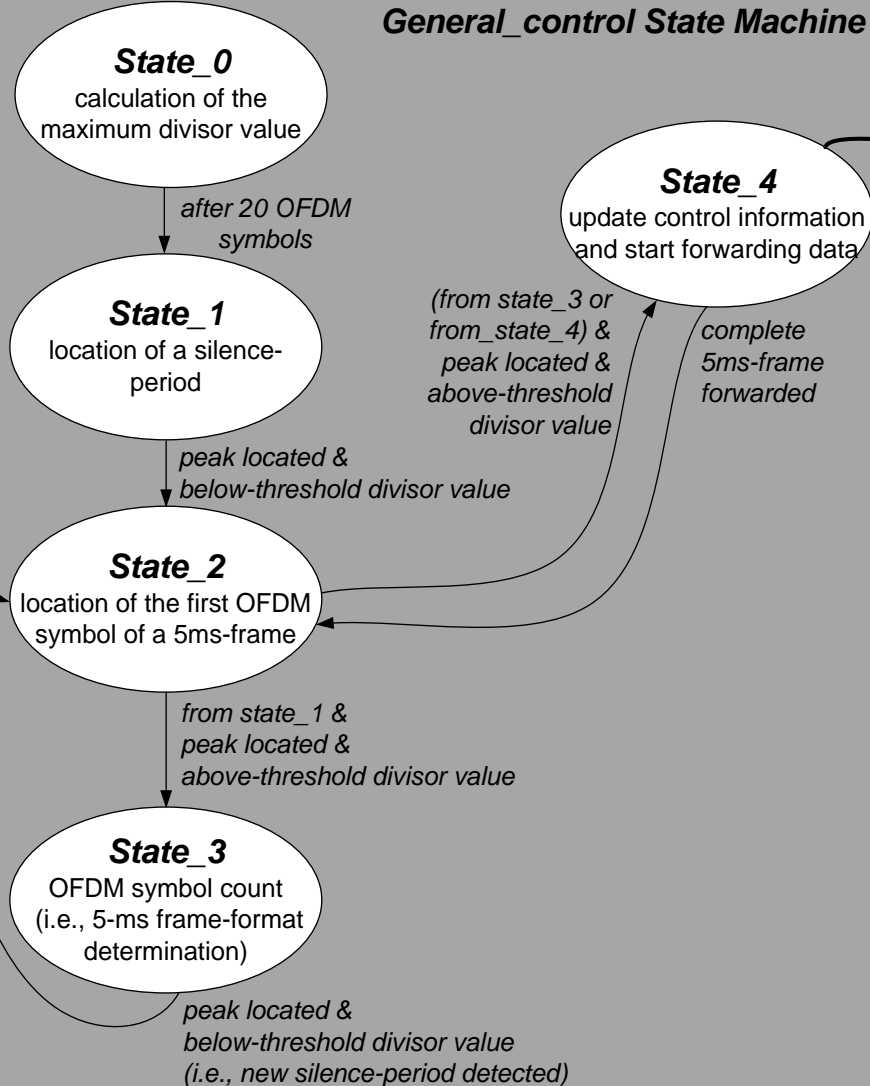 General_control State Machine
State_0
calculation of the
maximum divisor value
after 20 OFDM
symbols
State_1
location of a silence-
period
peak located &
below-threshold divisor value
State_2
location of the first OFDM
symbol of a 5ms-frame
from state_1 &
peak located &
above-threshold divisor value
State_3
OFDM symbol count
(i.e., 5-ms frame-format
determination)
peak located &
below-threshold divisor value
(i.e., new silence-period detected)
State_4
update control information
and start forwarding data
(from state_3 or
from_state_4) &
peak located &
above-threshold
divisor value
complete
5ms-frame
forwarded